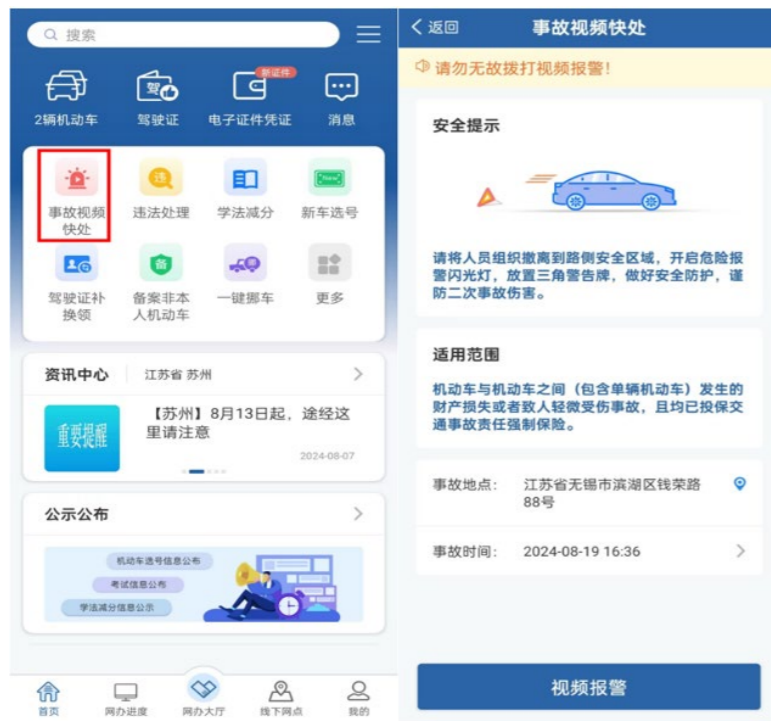 搜索
新证件
2辆机动车
驾驶证
电子证件凭证
消息
事故视频
快处
违法处理
学法减分
新车选号
驾驶证补
换领
备案非本
人机动车
一键挪车
更多
资讯中心
江苏省 苏州
重要提醒
【苏州】8月13日起，途经这
里请注意
2024-08-07
公示公布
机动车选号信息公布
考试信息公布
学法减分信息公示
首页
网办进度
网办大厅
线下网点
我的
返回
事故视频快处
请勿无故拨打视频报警！
安全提示
请将人员组织撤离到路侧安全区域，开启危险报
警闪光灯，放置三角警告牌，做好安全防护，谨
防二次事故伤害。
适用范围
机动车与机动车之间（包含单辆机动车）发生的
财产损失或者致人轻微受伤事故，且均已投保交
通事故责任强制保险。
事故地点：
江苏省无锡市滨湖区钱荣路
88号
事故时间：
2024-08-19 16:36
视频报警